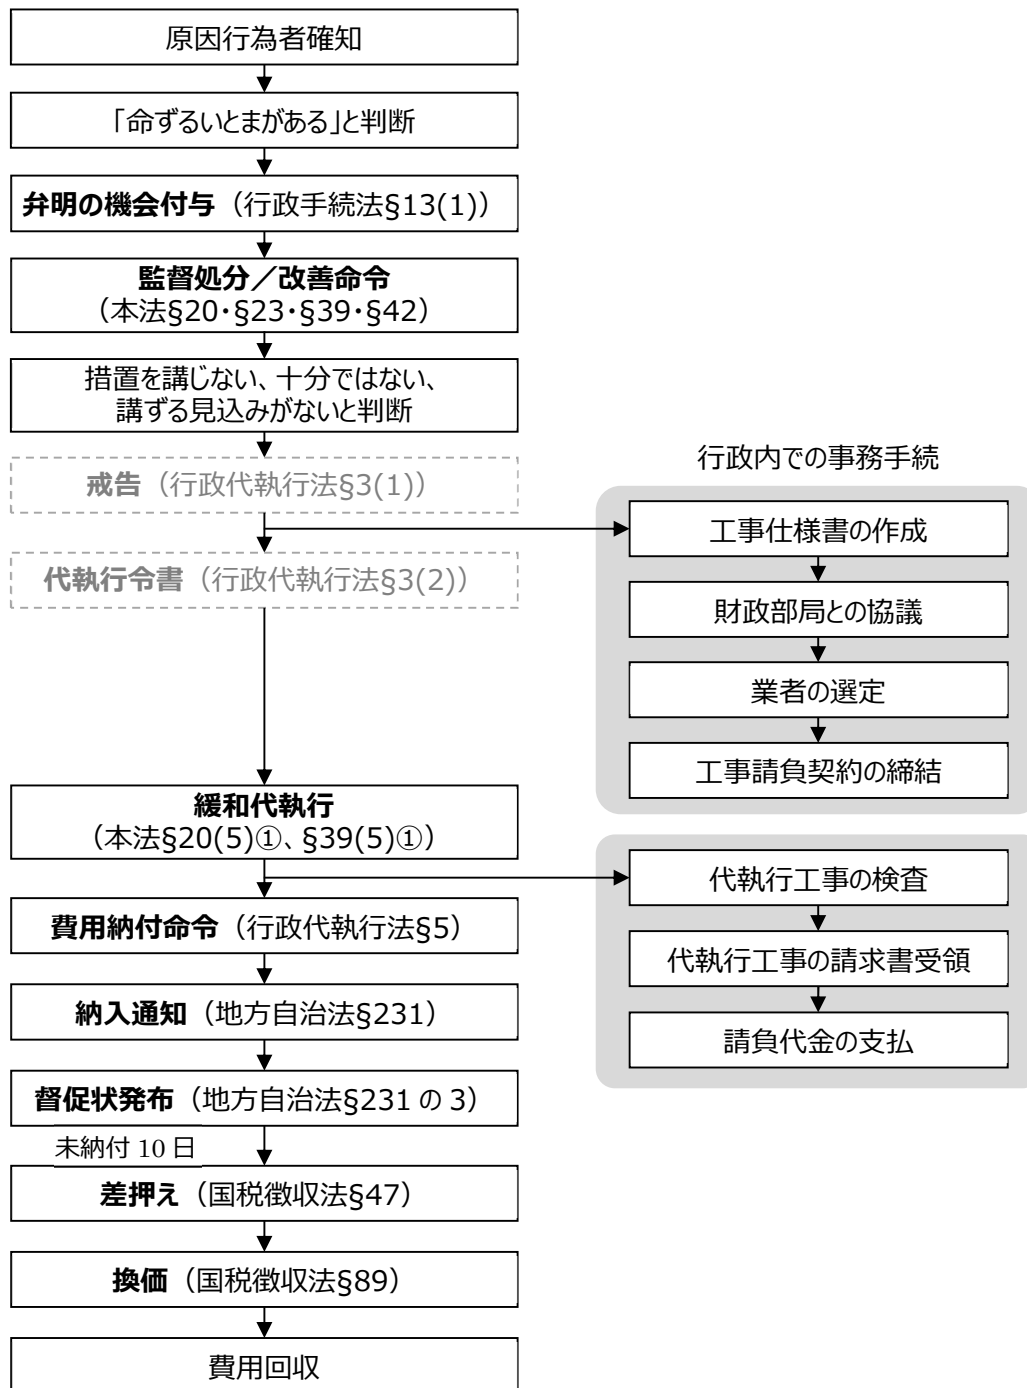 原因行為者確知
「命ずるいとまがある」と判断
弁明の機会付与（行政手続法§13(1)）
監督処分／改善命令
（本法§20・§23・§39・§42）
措置を講じない、十分ではない、
講ずる見込みがないと判断
戒告（行政代執行法§3(1)）
代執行令書（行政代執行法§3(2)）
緩和代執行
（本法§20(5)①、§39(5)①）
費用納付命令（行政代執行法§5）
納入通知（地方自治法§231）
督促状発布（地方自治法§231 の 3）
未納付 10 日
差押え（国税徴収法§47）
換価（国税徴収法§89）
費用回収
行政内での事務手続
工事仕様書の作成
財政部局との協議
業者の選定
工事請負契約の締結
代執行工事の検査
代執行工事の請求書受領
請負代金の支払